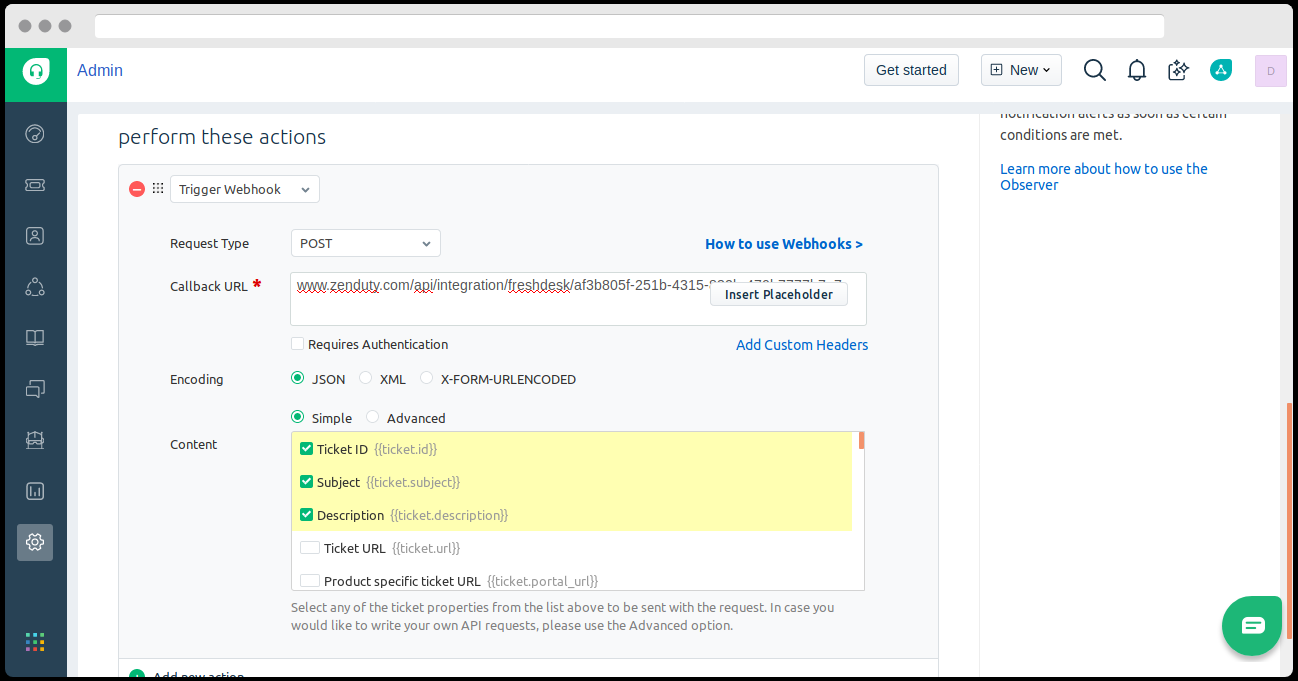 Admin
Get started
New
D
perform these actions
notification alerts as soon as certain
conditions are met.
Learn more about how to use the
Observer
Trigger Webhook
Request Type
POST
How to use Webhooks >
Callback URL *
www.zenduty.com/api/integration/freshdesk/af3b805f-251b-4315-
Insert Placeholder
Requires Authentication
Add Custom Headers
Encoding
JSON XML X-FORM-URLENCODED
Simple Advanced
Content
Ticket ID {{ticket.id}}
Subject {{ticket.subject}}
Description {{ticket.description}}
Ticket URL {{ticket.url}}
Product specific ticket URL {{ticket.portal_url}}
Select any of the ticket properties from the list above to be sent with the request. In case you
would like to write your own API requests, please use the Advanced option.
Add new action